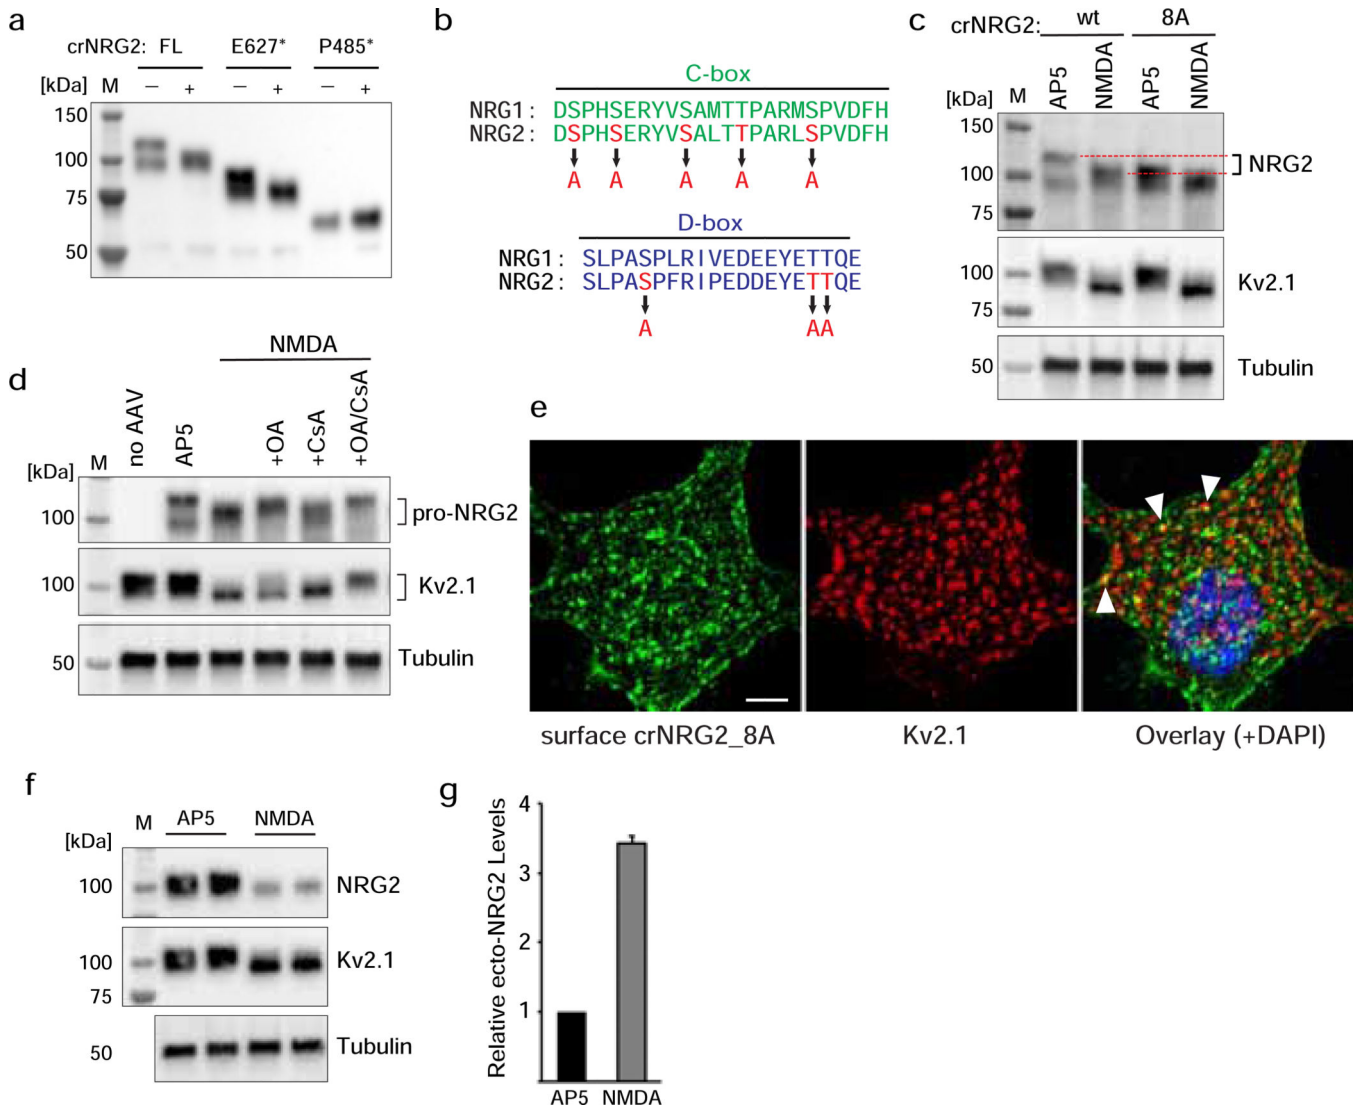 a
crNRG2: FL E627* P485*
[kDa] M – + – + – +
150
100
75
50
b
C-box
NRG1: DSPHSERYVSAMTTPARMSPVDFH
NRG2: DSPHSERYVSALTTPARLSPVDFH
A A A A A
D-box
NRG1 : SLPASPLRIVEDEEYETTQE
NRG2 : SLPASPFRIPEDDEYETTQE
A AA
c
crNRG2: wt 8A
[kDa] M AP5 NMDA AP5 NMDA
150
100
75
NRG2
100
75
Kv2.1
50
Tubulin
d
NMDA
[kDa] M no AAV AP5 +OA +CsA +OA/CsA
100
pro-NRG2
100
Kv2.1
50
Tubulin
e
surface crNRG2_8A Kv2.1 Overlay (+DAPI)
f
M AP5 NMDA
[kDa]
100
NRG2
100
75
Kv2.1
50
Tubulin
g
Relative ecto-NRG2 Levels
4
3
2
1
AP5 NMDA